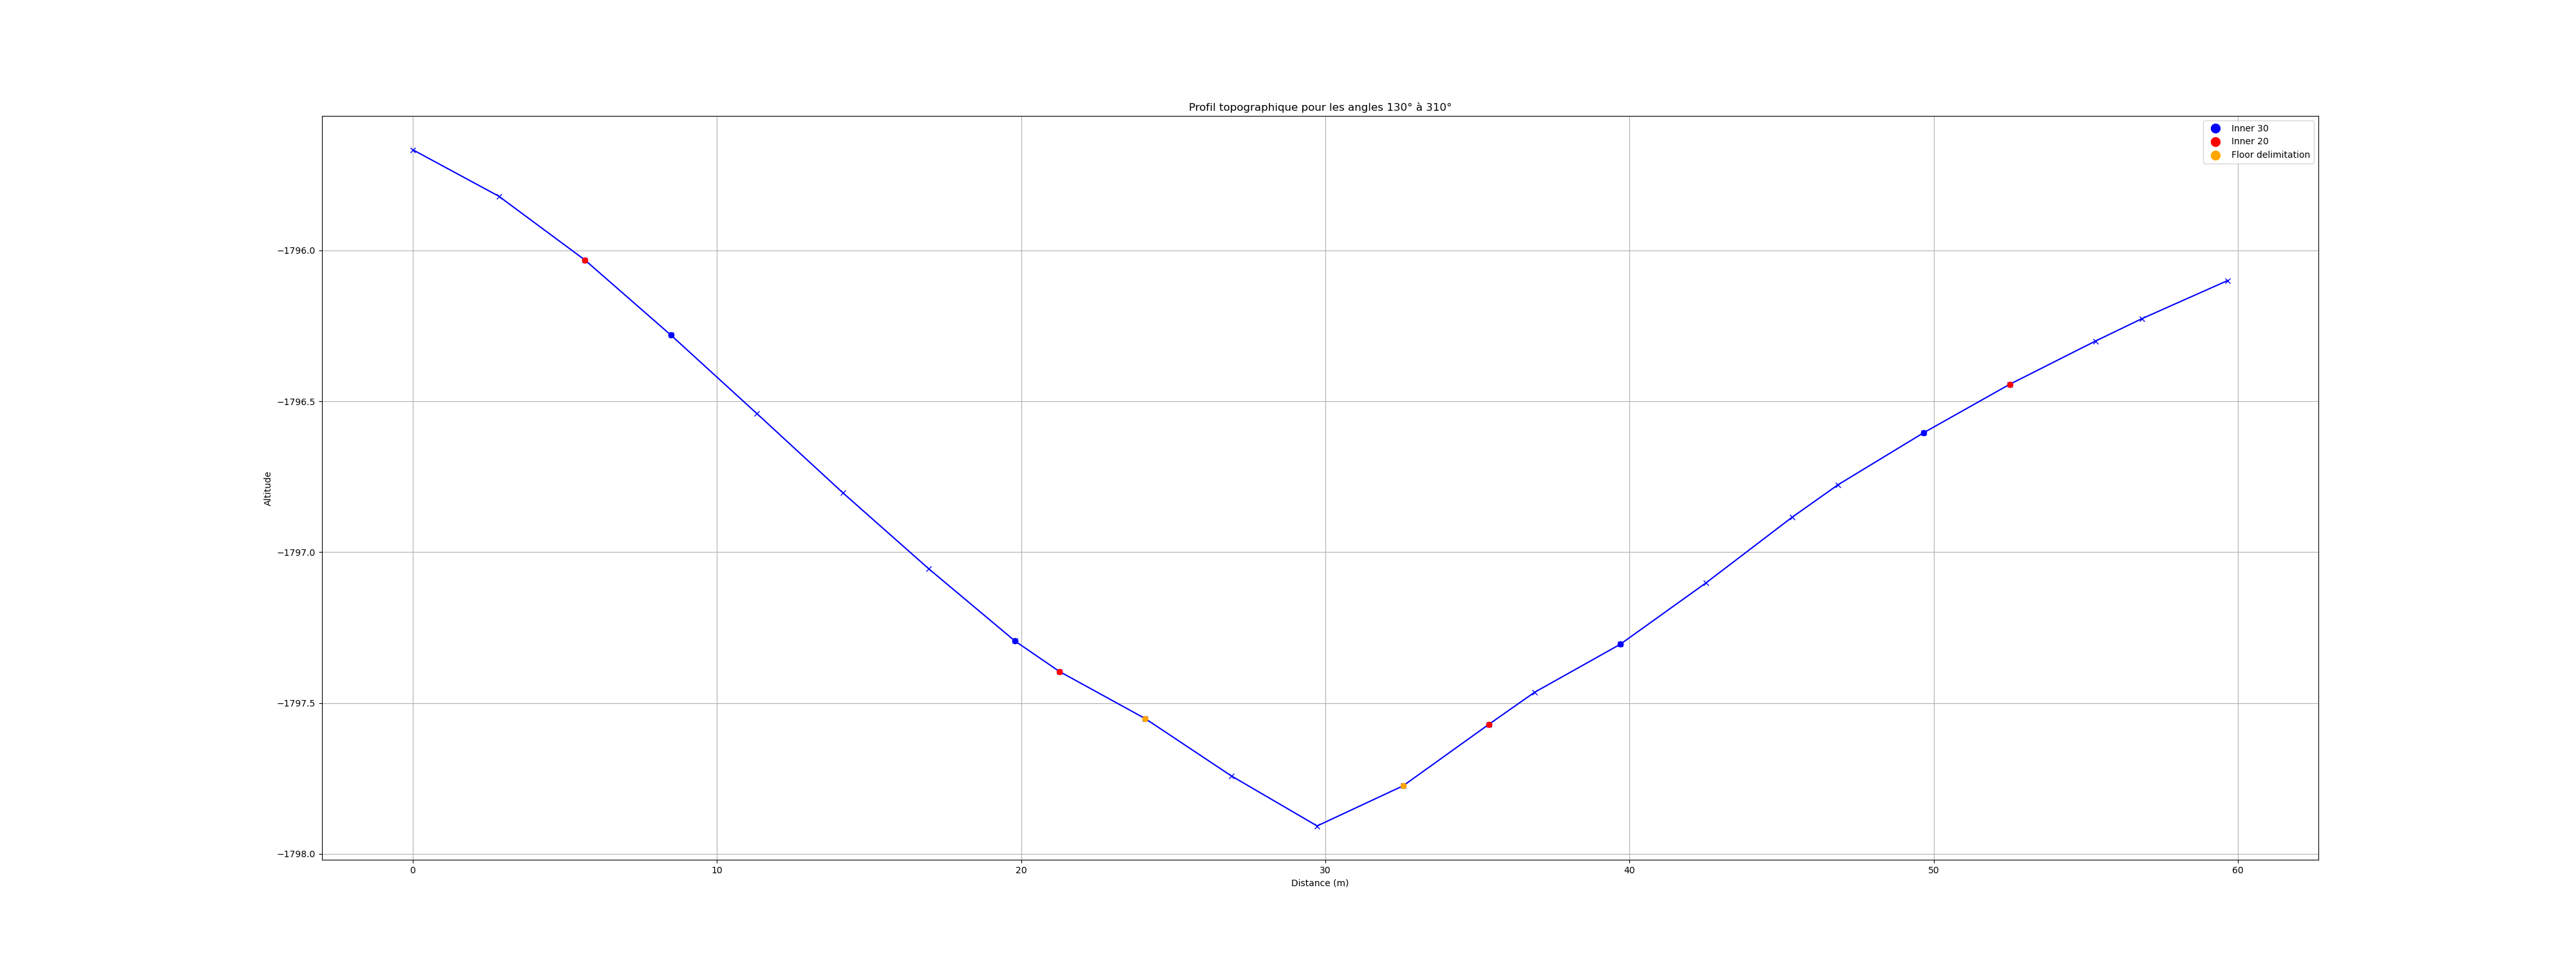 Profil topographique pour les angles 130° à 310°
Inner 30
Inner 20
Floor delimitation
−1796.0
−1796.5
−1797.0
−1797.5
−1798.0
Altitude
0 10 20 30 40 50 60
Distance (m)